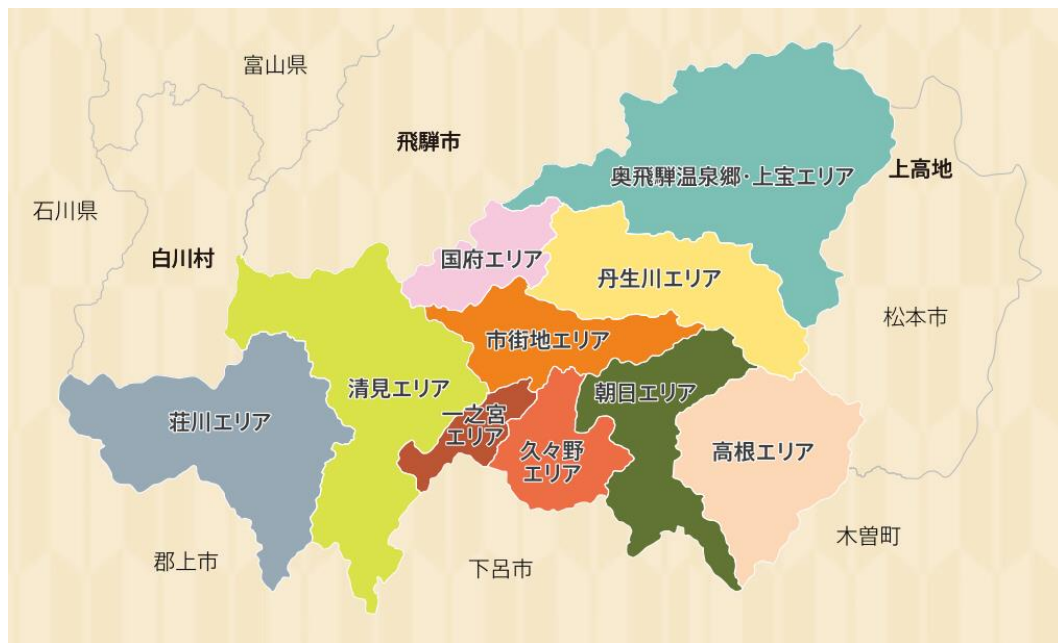 富山県
飛騨市
奥飛騨温泉郷・上宝エリア
上高地
石川県
白川村
国府エリア
丹生川エリア
松本市
市街地エリア
清見エリア
朝日エリア
荘川エリア
一之宮
エリア
久々野
エリア
高根エリア
木曽町
郡上市
下呂市